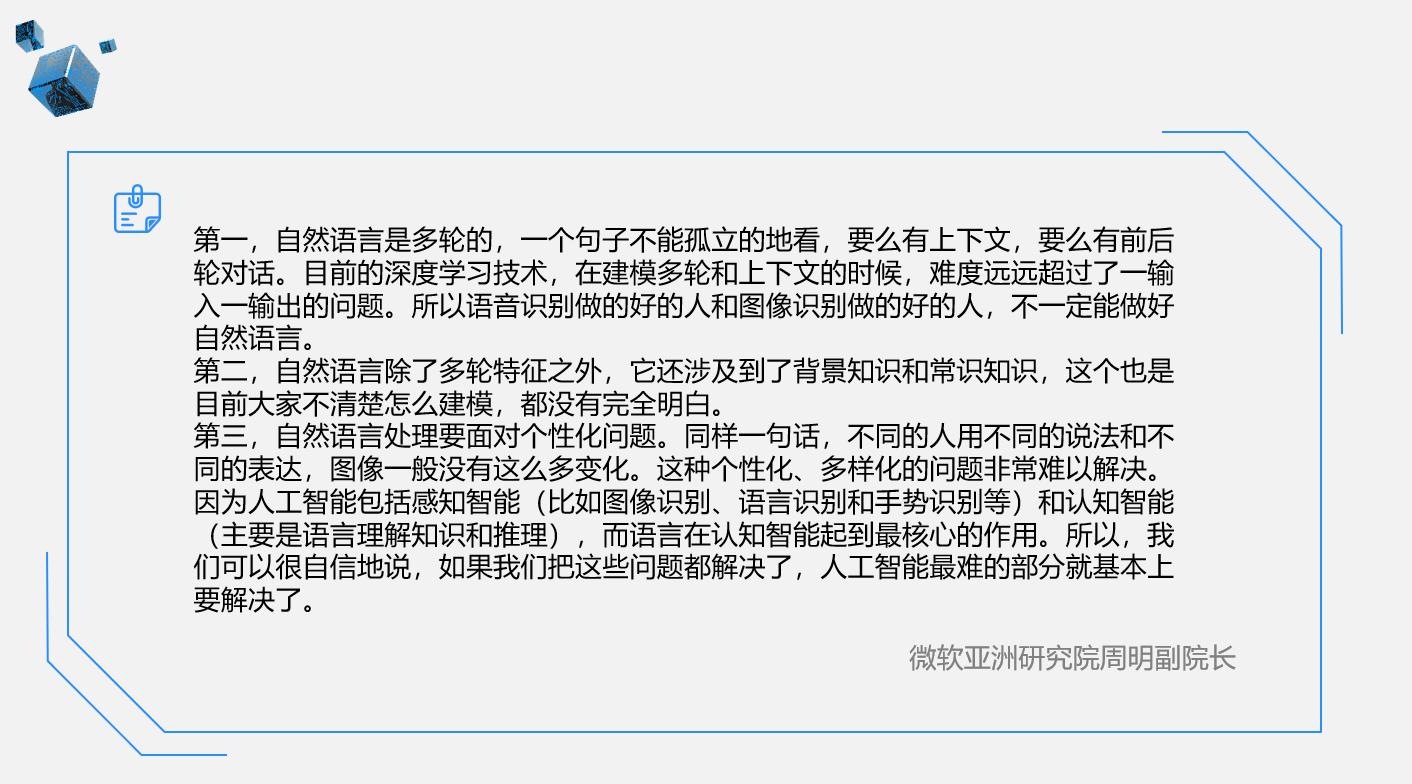 第一，自然语言是多轮的，一个句子不能孤立的地看，要么有上下文，要么有前后
轮对话。目前的深度学习技术，在建模多轮和上下文的时候，难度远远超过了一输
入一输出的问题。所以语音识别做的好的人和图像识别做的好的人，不一定能做好
自然语言。
第二，自然语言除了多轮特征之外，它还涉及到了背景知识和常识知识，这个也是
目前大家不清楚怎么建模，都没有完全明白。
第三，自然语言处理要面对个性化问题。同样一句话，不同的人用不同的说法和不
同的表达，图像一般没有这么多变化。这种个性化、多样化的问题非常难以解决。
因为人工智能包括感知智能（比如图像识别、语言识别和手势识别等）和认知智能
（主要是语言理解知识和推理），而语言在认知智能起到最核心的作用。所以，我
们可以很自信地说，如果我们把这些问题都解决了，人工智能最难的部分就基本上
要解决了。
微软亚洲研究院周明副院长